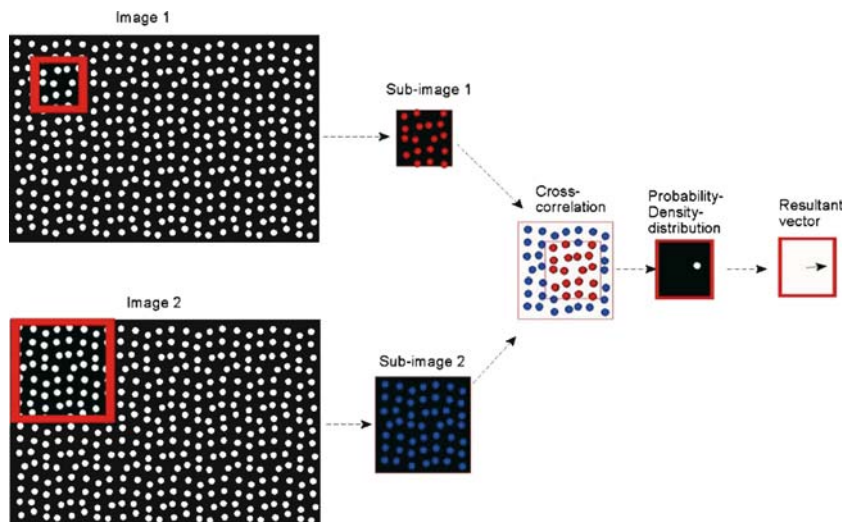 Image 1
Sub-image 1
Cross-
correlation
Probability-
Density-
distribution
Resultant
vector
Image 2
Sub-image 2